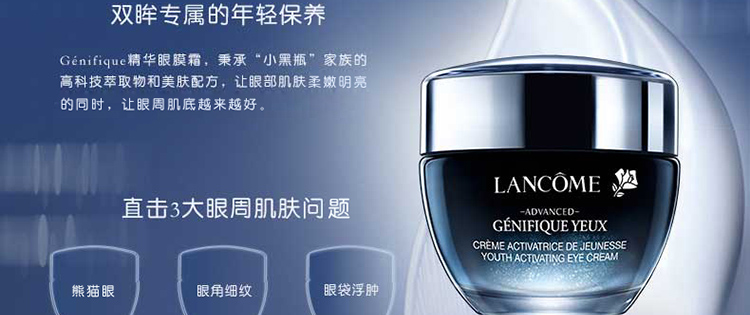 双眸专属的年轻保养
Génifique精华眼膜霜，秉承“小黑瓶”家族的
高科技萃取物和美肤配方，让眼部肌肤柔嫩明亮
的同时，让眼周肌底越来越好。
直击3大眼周肌肤问题
熊猫眼
眼角细纹
眼袋浮肿
LANCÔME
-ADVANCED-
GÉNIFIQUE YEUX
CRÈME ACTIVATRICE DE JEUNESSE
YOUTH ACTIVATING EYE CREAM